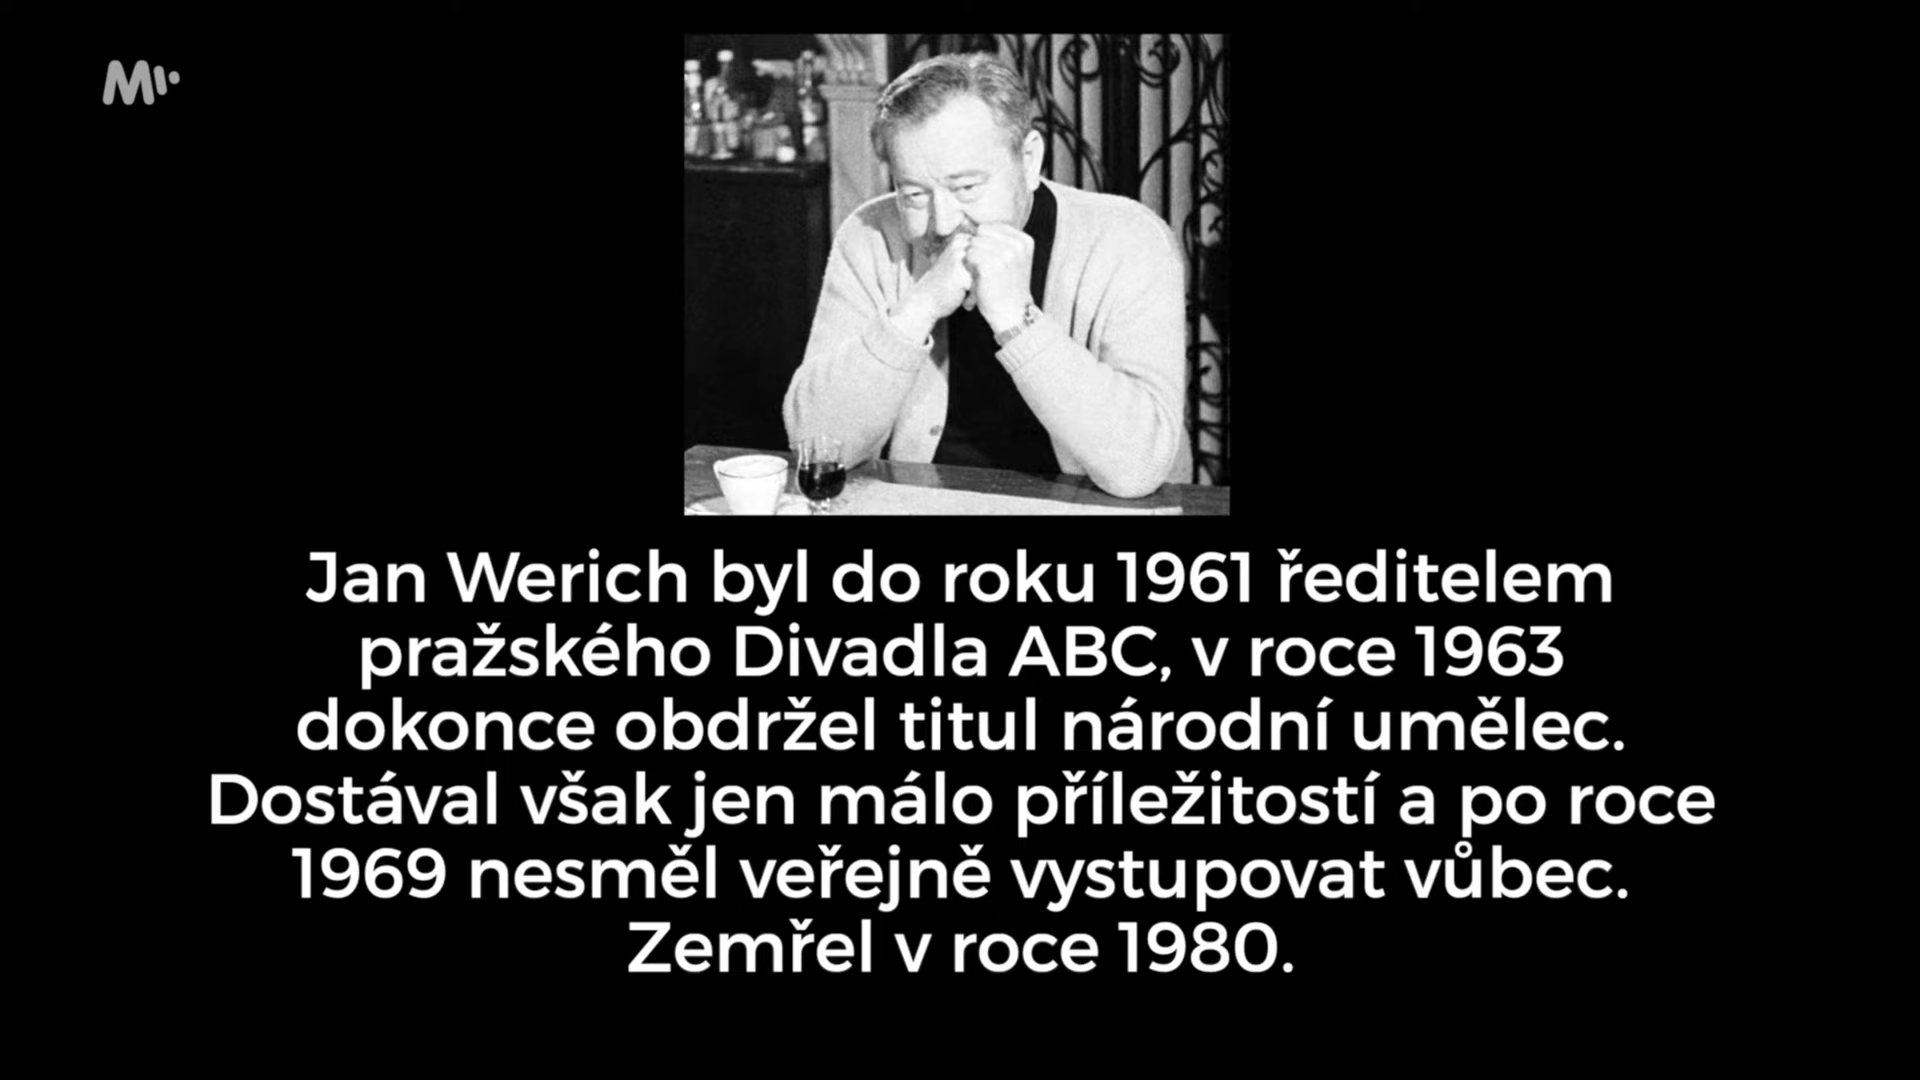 M
Jan Werich byl do roku 1961 ředitelem
pražského Divadla ABC, v roce 1963
dokonce obdržel titul národní umělec.
Dostával však jen málo příležitostí a po roce
1969 nesměl veřejně vystupovat vůbec.
Zemřel v roce 1980.